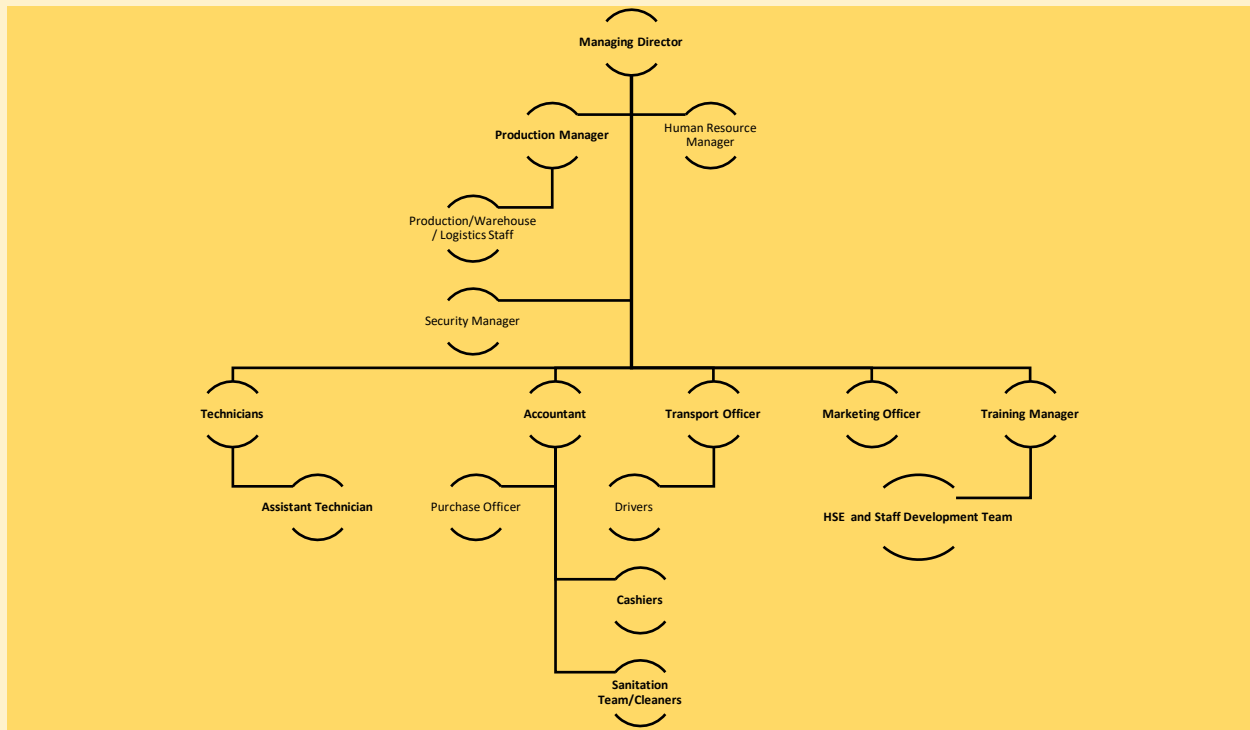 Managing Director
Production Manager
Human Resource
Manager
Production/Warehouse
/ Logistics Staff
Security Manager
Technicians
Accountant
Transport Officer
Marketing Officer
Training Manager
Assistant Technician
Purchase Officer
Drivers
HSE and Staff Development Team
Cashiers
Sanitation
Team/Cleaners